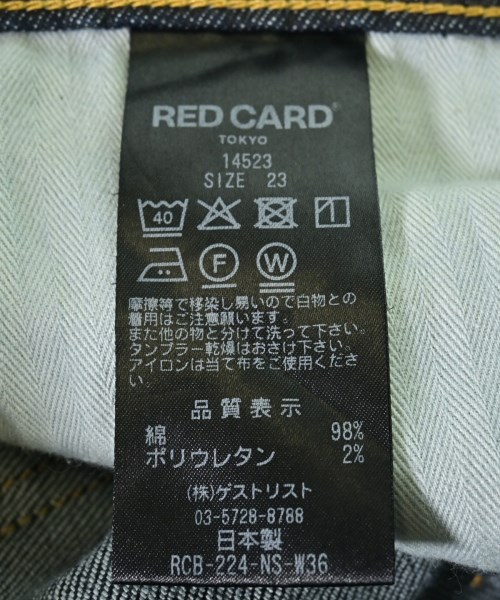 RED CARD
TOKYO
14523
SIZE 23
40
F W
摩擦等で移染し易いので白物との
着用はご注意願います。
また他の物と分けて洗って下さい。
タンブラー乾燥はおさけ下さい。
アイロンは当て布をご使用くだ
さい。
品質表示
綿 98%
ポリウレタン 2%
(株)ゲストリスト
03-5728-8788
日本製
RCB-224-NS-W36